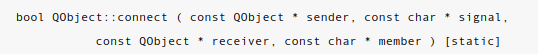 bool QObject::connect ( const QObject * sender, const char * signal,
const QObject * receiver, const char * member ) [static]